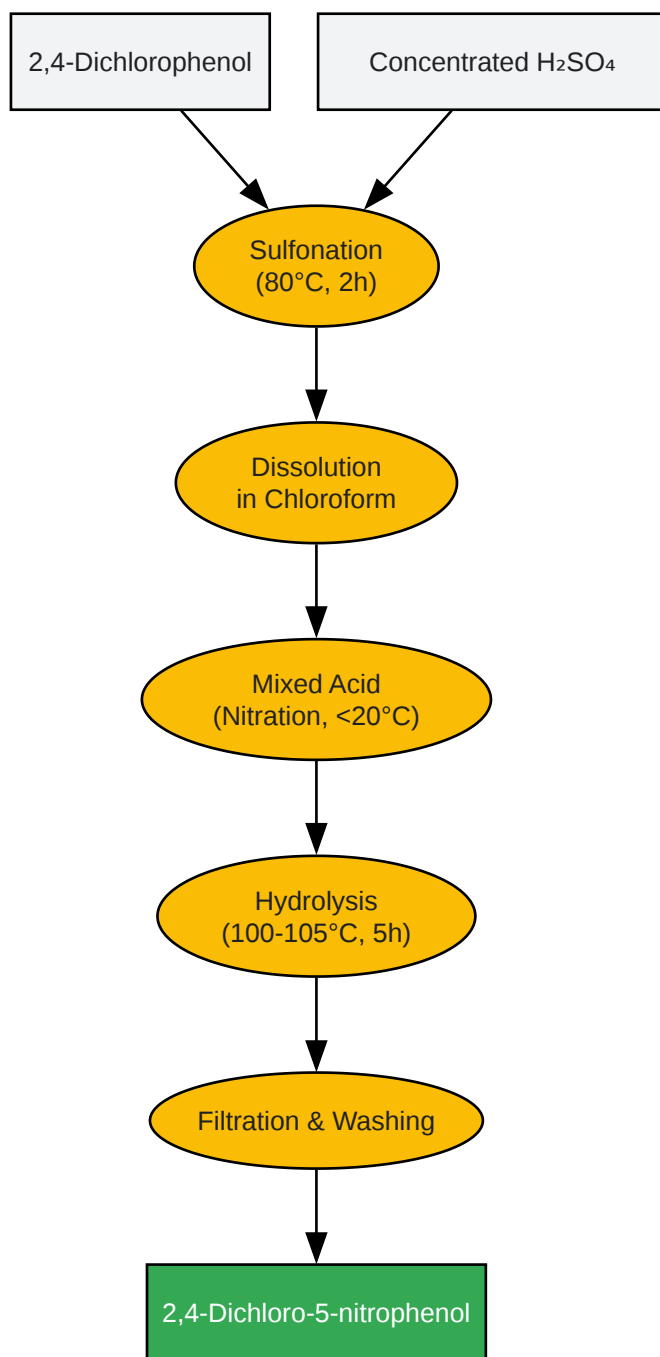 2,4-Dichlorophenol
Concentrated H₂SO₄
Sulfonation
(80°C, 2h)
Dissolution
in Chloroform
Mixed Acid
(Nitration, <20°C)
Hydrolysis
(100-105°C, 5h)
Filtration & Washing
2,4-Dichloro-5-nitrophenol